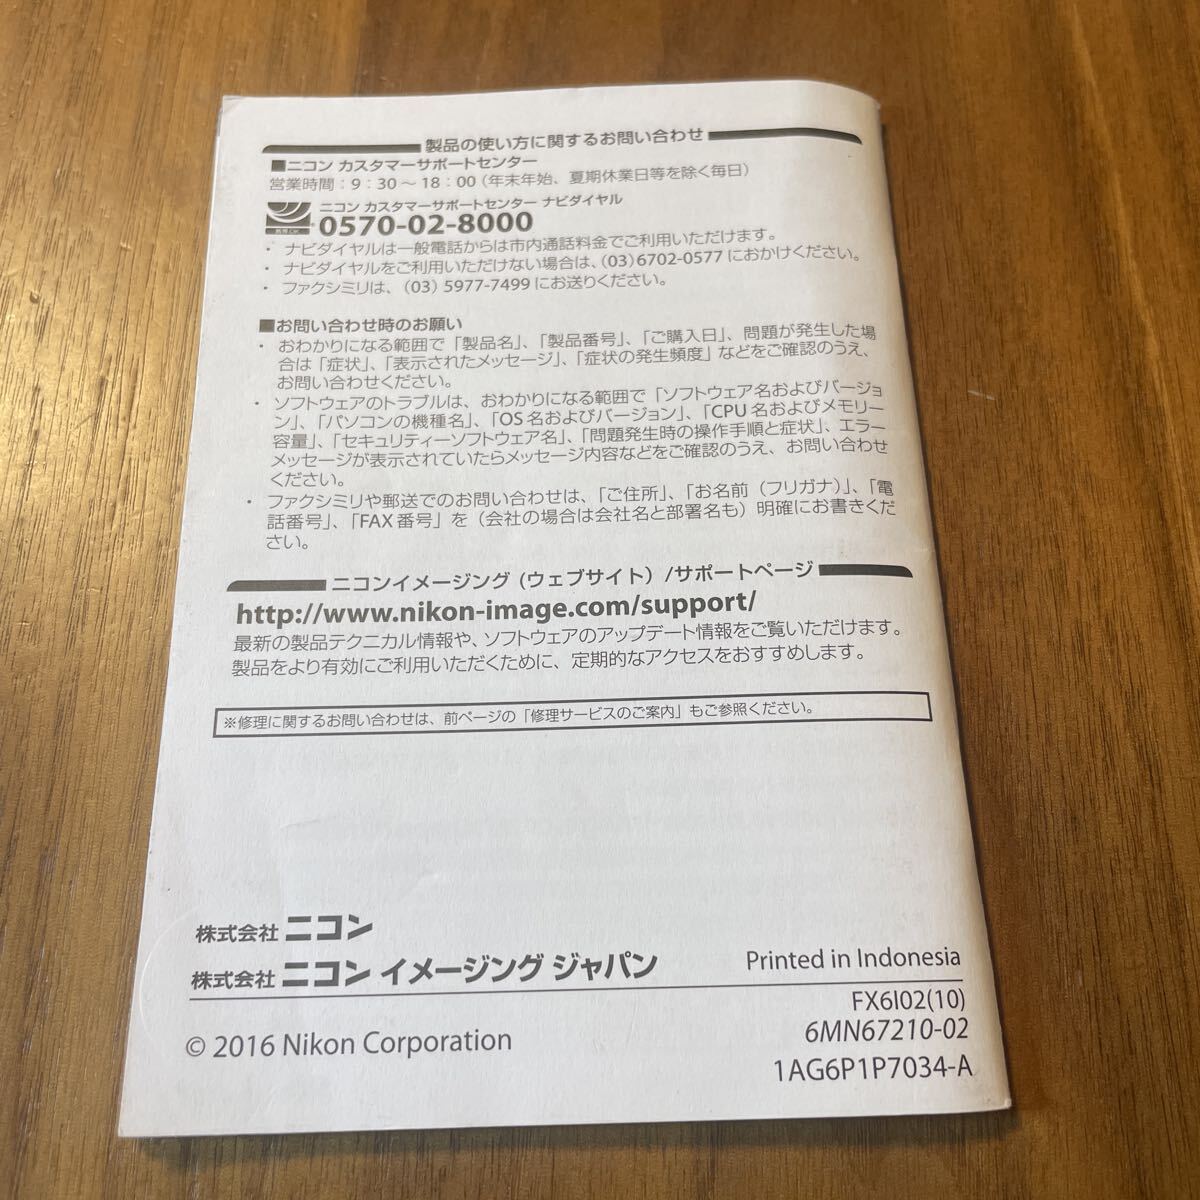 製品の使い方に関するお問い合わせ
■ニコン カスタマーサポートセンター
営業時間：9：30～18：00（年末年始、夏期休業日等を除く毎日）
ニコン カスタマーサポートセンター ナビダイヤル
0570-02-8000
・ナビダイヤルは一般電話からは市内通話料金でご利用いただけます。
・ナビダイヤルをご利用いただけない場合は、(03)6702-0577におかけください。
・ファクシミリは、(03) 5977-7499にお送りください。
■お問い合わせ時のお願い
・おわかりになる範囲で「製品名」、「製品番号」、「ご購入日」、問題が発生した場
合は「症状」、「表示されたメッセージ」、「症状の発生頻度」などをご確認のうえ、
お問い合わせください。
・ソフトウェアのトラブルは、おわかりになる範囲で「ソフトウェア名およびバージョ
ン」、「パソコンの機種名」、「OS名およびバージョン」、「CPU名およびメモリー
容量」、「セキュリティーソフトウェア名」、「問題発生時の操作手順と症状」、エラー
メッセージが表示されていたらメッセージ内容などをご確認のうえ、お問い合わせ
ください。
・ファクシミリや郵送でのお問い合わせは、「ご住所」、「お名前（フリガナ）」、「電
話番号」、「FAX番号」を（会社の場合は会社名と部署名も）明確にお書きくだ
さい。
ニコンイメージング（ウェブサイト）/サポートページ
http://www.nikon-image.com/support/
最新の製品テクニカル情報や、ソフトウェアのアップデート情報をご覧いただけます。
製品をより有効にご利用いただくために、定期的なアクセスをおすすめします。
※修理に関するお問い合わせは、前ページの「修理サービスのご案内」もご参照ください。
株式会社 ニコン
株式会社 ニコン イメージング ジャパン
Printed in Indonesia
FX6I02(10)
6MN67210-02
© 2016 Nikon Corporation
1AG6P1P7034-A